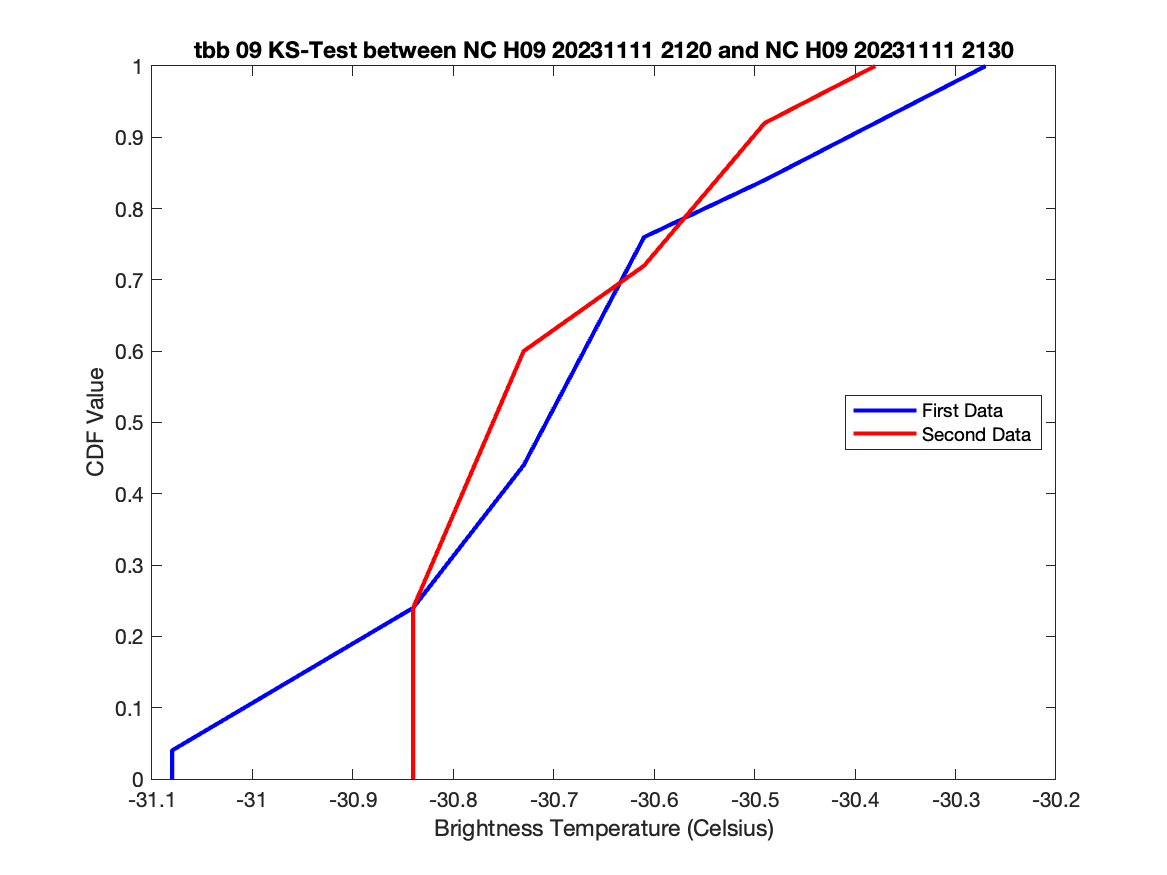 tbb 09 KS-Test between NC H09 20231111 2120 and NC H09 20231111 2130
1
0.9
0.8
0.7
0.6
0.5
0.4
0.3
0.2
0.1
0
CDF Value
First Data
Second Data
-31.1 -31 -30.9 -30.8 -30.7 -30.6 -30.5 -30.4 -30.3 -30.2
Brightness Temperature (Celsius)